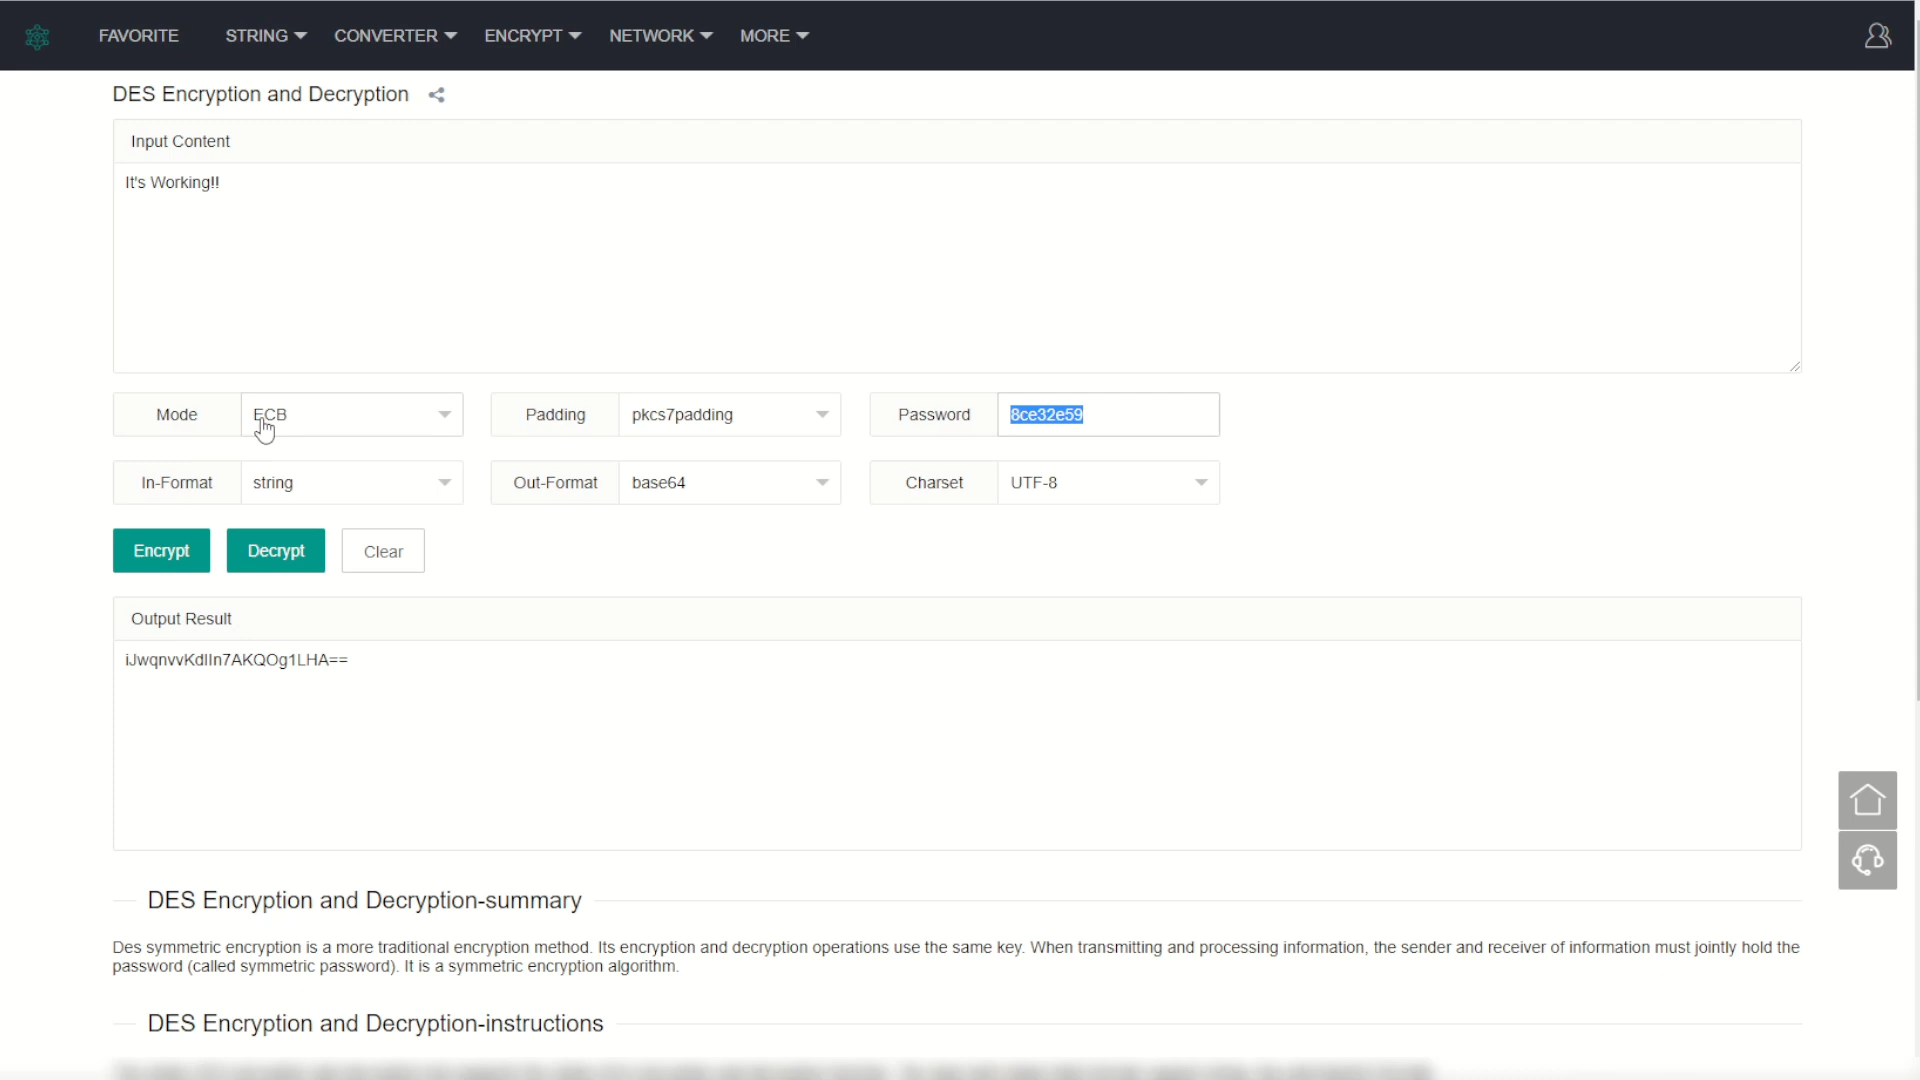 FAVORITE STRING CONVERTER ENCRYPT NETWORK MORE
DES Encryption and Decryption
Input Content
It's Working!!
Mode ECB Padding pkcs7padding Password 8ce32e59
In-Format string Out-Format base64 Charset UTF-8
Encrypt Decrypt Clear
Output Result
iJwqnvvKdlIn7AKQOg1LHA==
DES Encryption and Decryption-summary
Des symmetric encryption is a more traditional encryption method. Its encryption and decryption operations use the same key. When transmitting and processing information, the sender and receiver of information must jointly hold the
password (called symmetric password). It is a symmetric encryption algorithm.
DES Encryption and Decryption-instructions